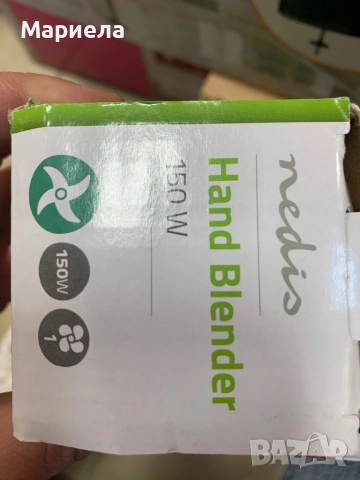 Мариела
nedis
Hand Blender
150 W
150W
1
bazar